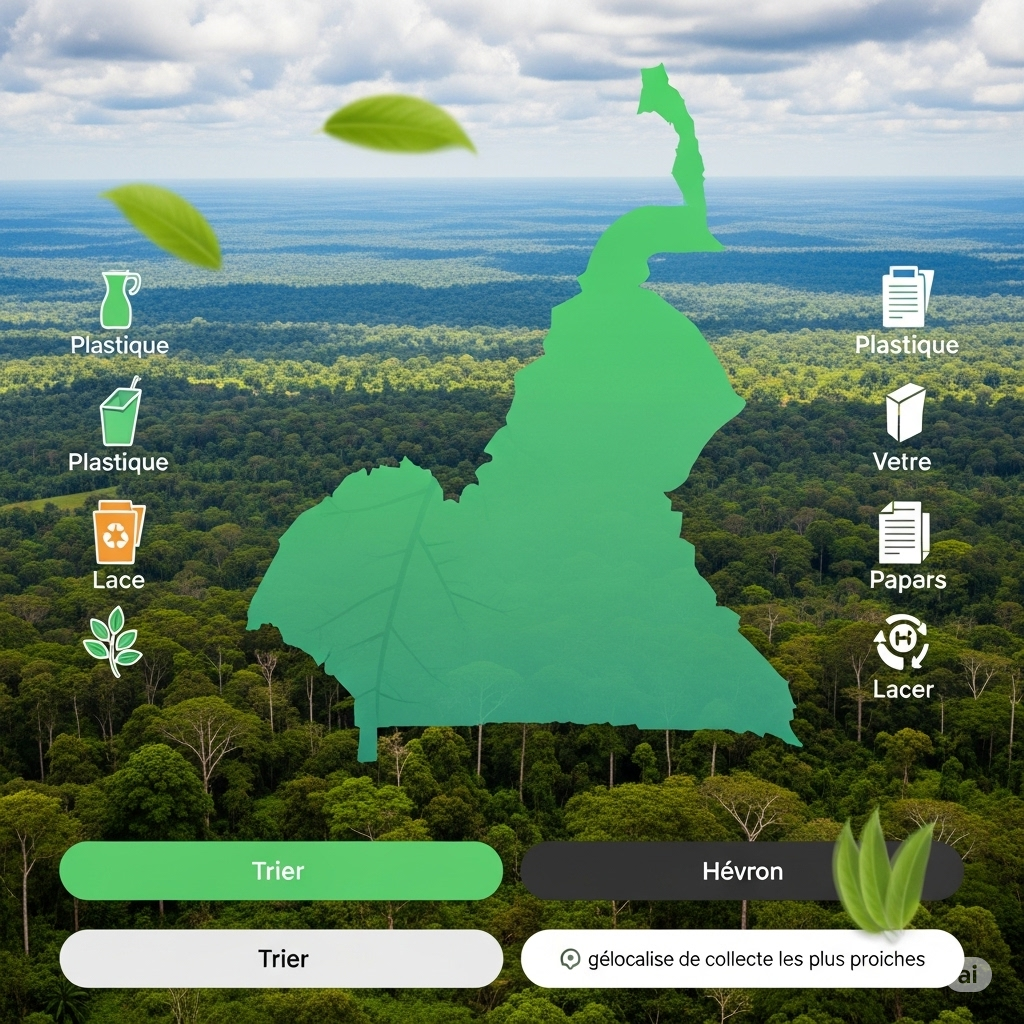 Plastique
Plastique
Lace
Plastique
Vetre
Papars
Lacer
Trier
Hévron
Trier
gélocalise de collecte les plus proiches
ai